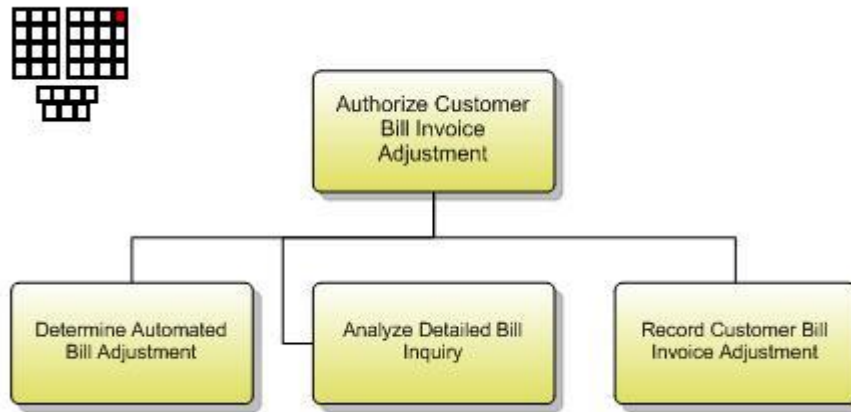 Authorize Customer
Bill Invoice
Adjustment
Determine Automated
Bill Adjustment
Analyze Detailed Bill
Inquiry
Record Customer Bill
Invoice Adjustment